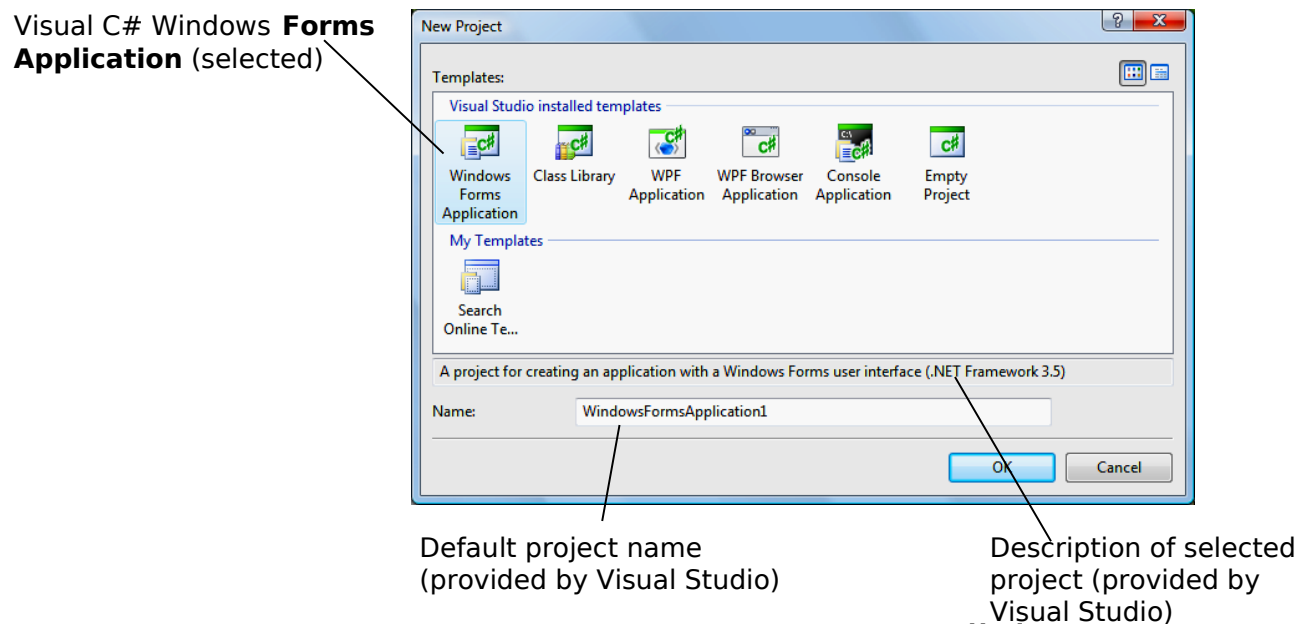 Visual C# Windows Forms
Application (selected)
New Project
Templates:
Visual Studio installed templates
Windows Forms Application
Class Library
WPF Application
WPF Browser Application
Console Application
Empty Project
My Templates
Search Online Te...
A project for creating an application with a Windows Forms user interface (.NET Framework 3.5)
Name:
WindowsFormsApplication1
OK
Cancel
Default project name
(provided by Visual Studio)
Description of selected
project (provided by
Visual Studio)